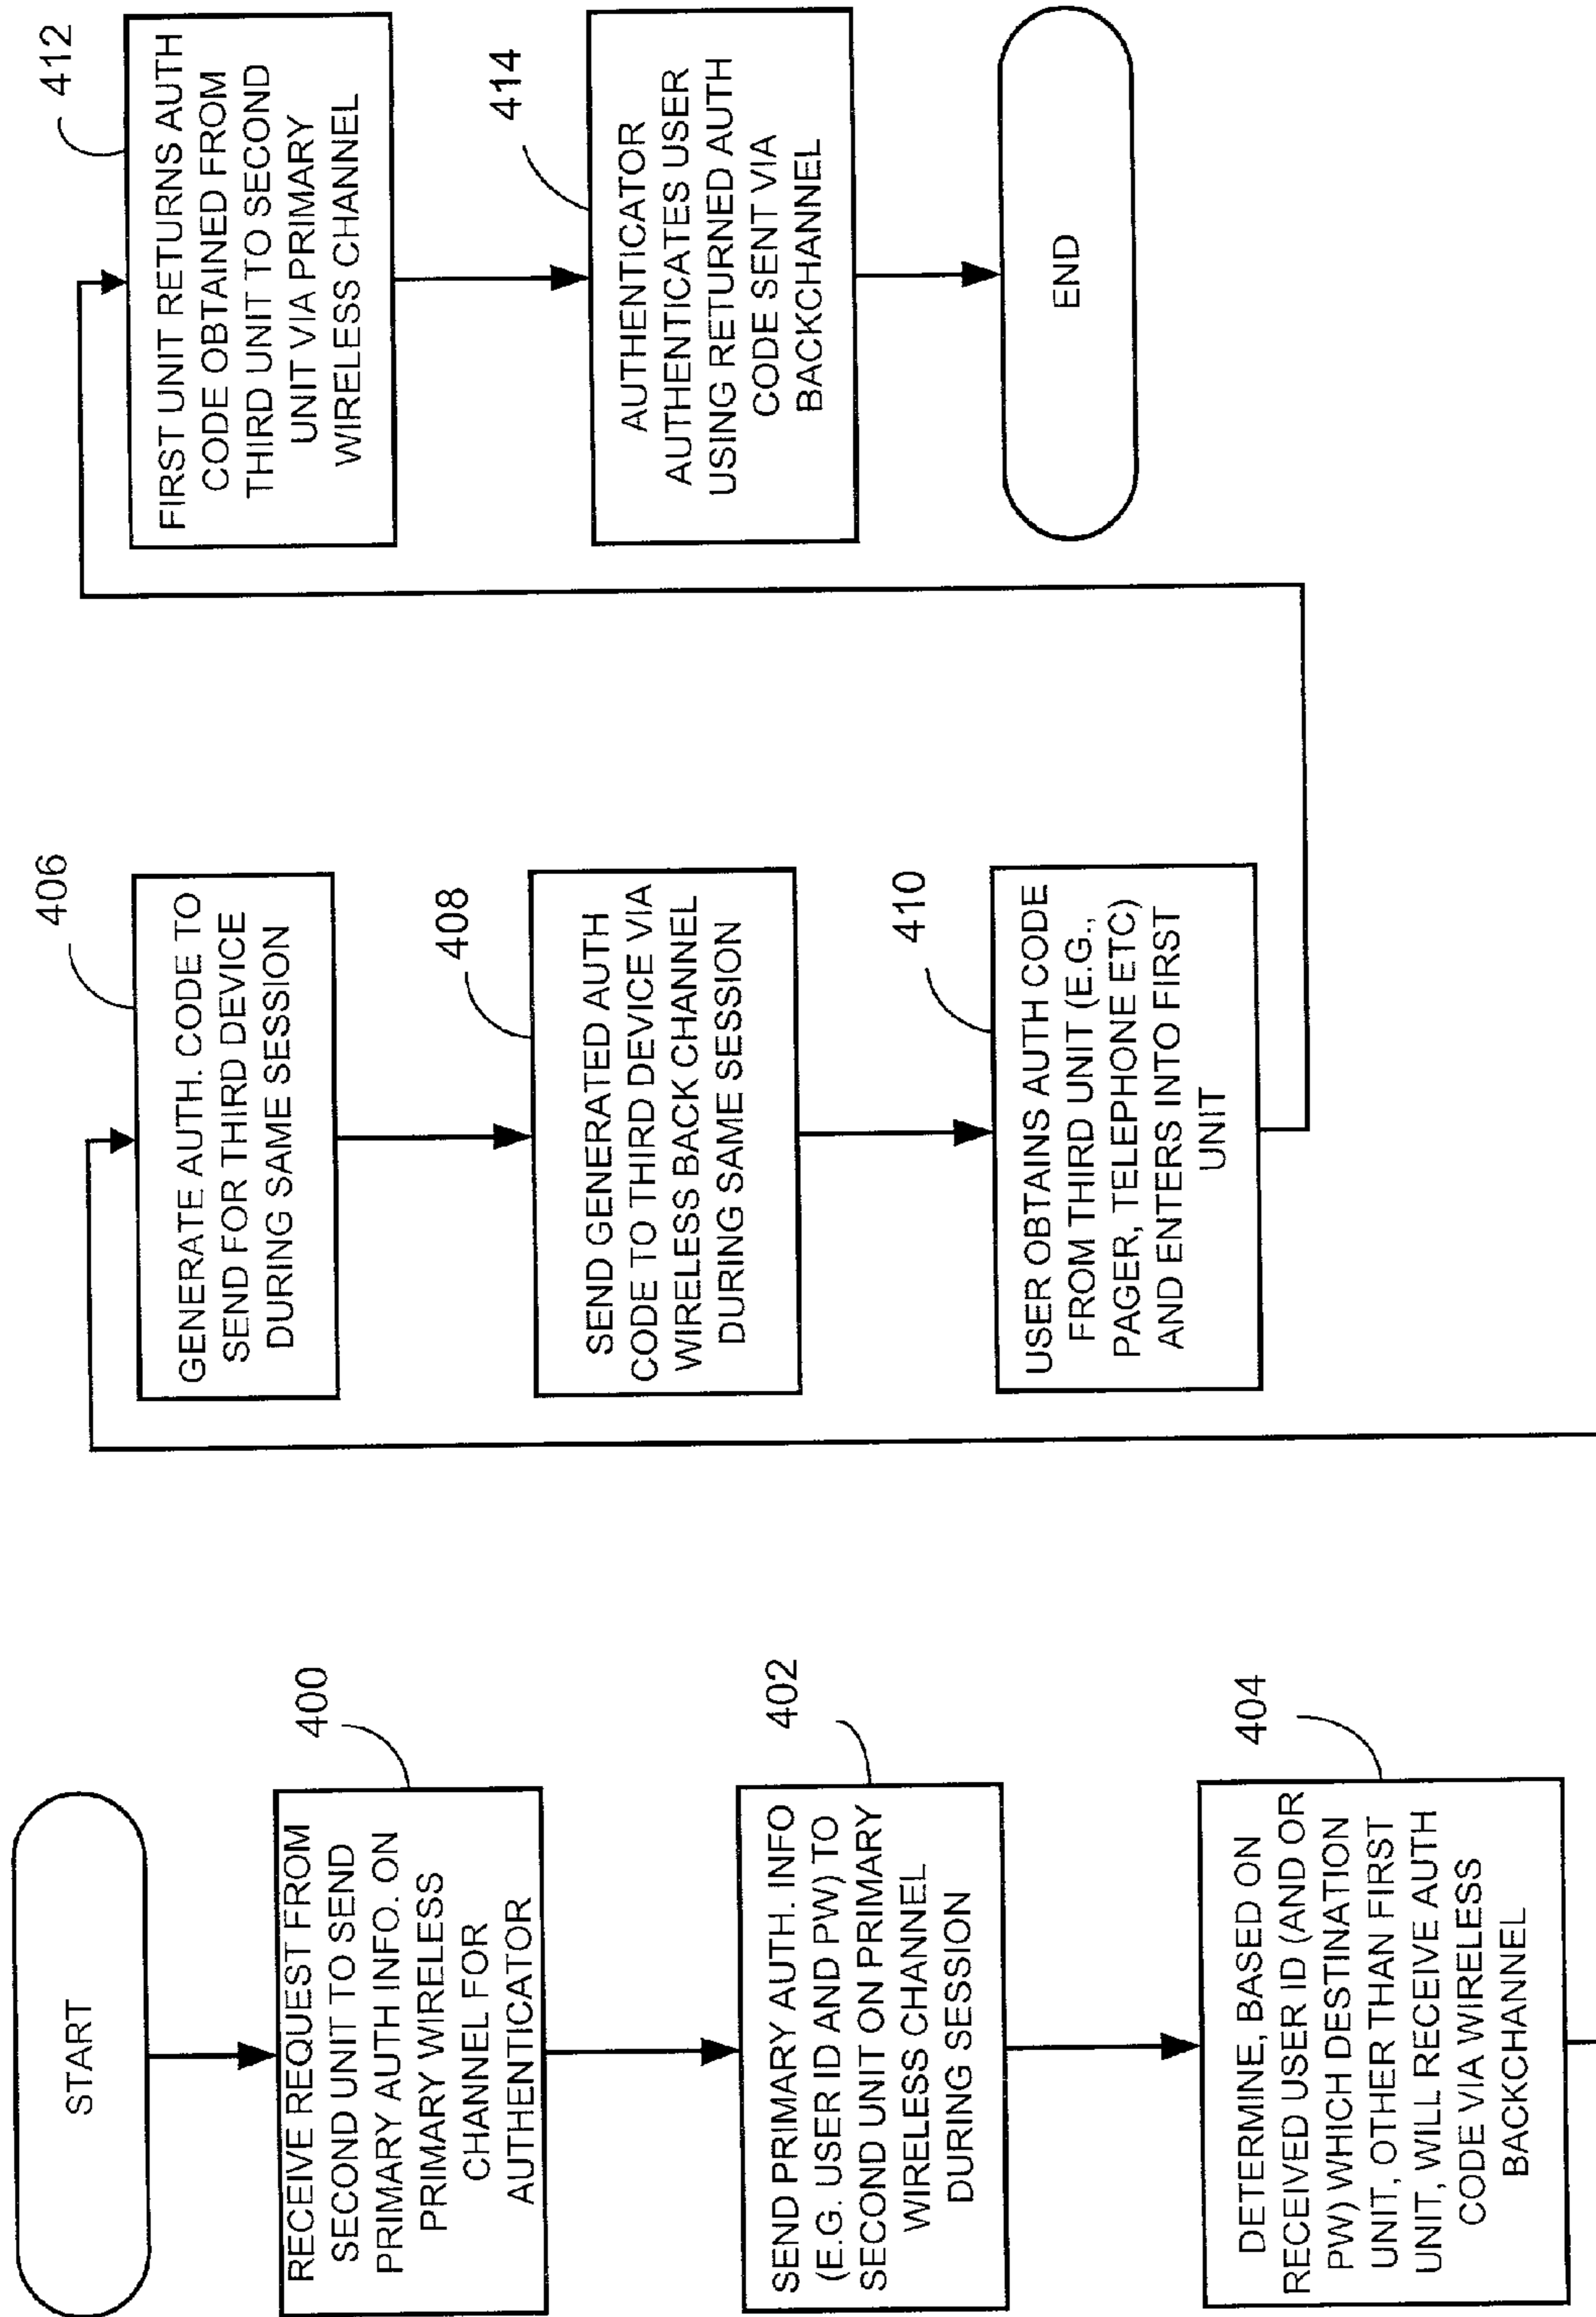 START
400
RECEIVE REQUEST FROM
SECOND UNIT TO SEND
PRIMARY AUTH INFO. ON
PRIMARY WIRELESS
CHANNEL FOR
AUTHENTICATOR
402
SEND PRIMARY AUTH. INFO
(E.G. USER ID AND PW) TO
SECOND UNIT ON PRIMARY
WIRELESS CHANNEL
DURING SESSION
404
DETERMINE, BASED ON
RECEIVED USER ID (AND OR
PW) WHICH DESTINATION
UNIT, OTHER THAN FIRST
UNIT, WILL RECEIVE AUTH
CODE VIA WIRELESS
BACKCHANNEL
406
GENERATE AUTH. CODE TO
SEND FOR THIRD DEVICE
DURING SAME SESSION
408
SEND GENERATED AUTH
CODE TO THIRD DEVICE VIA
WIRELESS BACK CHANNEL
DURING SAME SESSION
410
USER OBTAINS AUTH CODE
FROM THIRD UNIT (E.G.,
PAGER, TELEPHONE ETC)
AND ENTERS INTO FIRST
UNIT
412
FIRST UNIT RETURNS AUTH
CODE OBTAINED FROM
THIRD UNIT TO SECOND
UNIT VIA PRIMARY
WIRELESS CHANNEL
414
AUTHENTICATOR
AUTHENTICATES USER
USING RETURNED AUTH
CODE SENT VIA
BACKCHANNEL
END